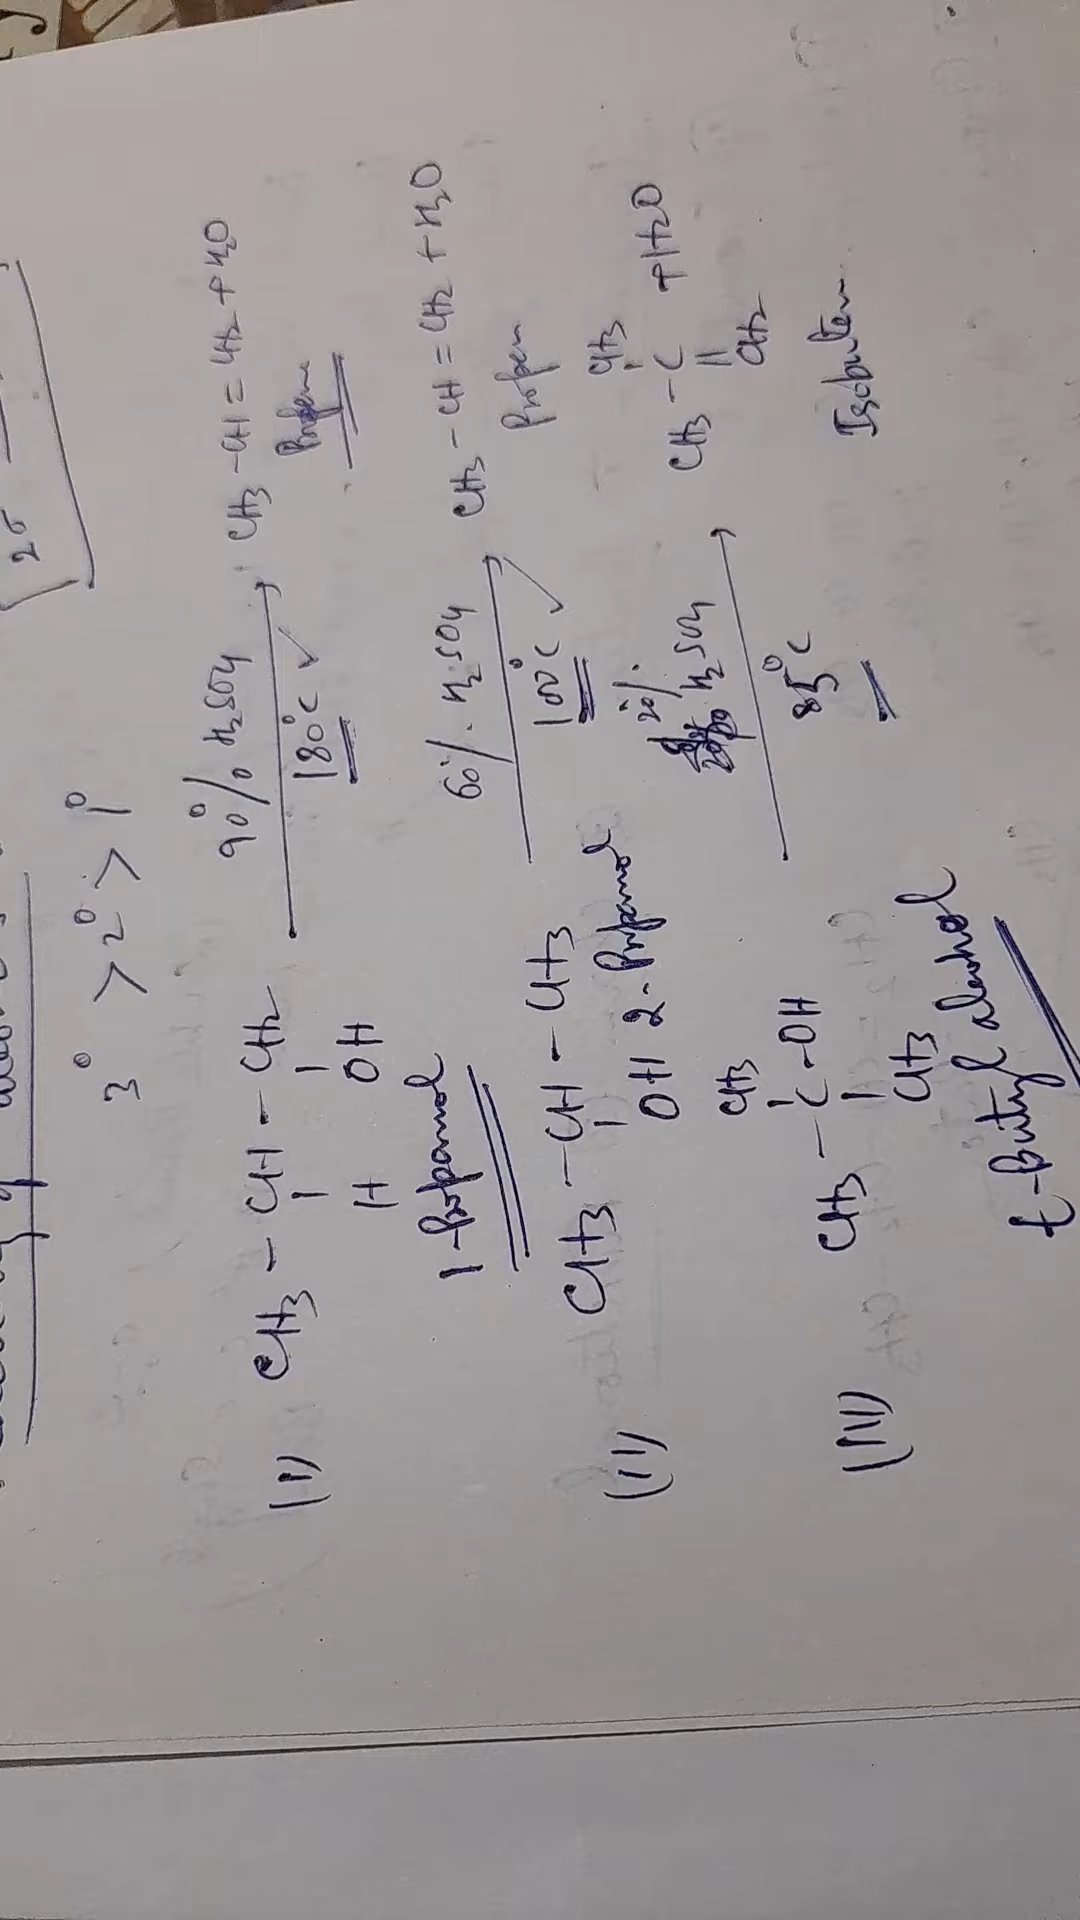 3° > 2° > 1°
(I) CH3 - CH - CH2 90% H2SO4 180°C CH3 - CH = CH2 + H2O
H OH Propene
1-Propanol
(II) CH3 - CH - CH3 60% H2SO4 100°C CH3 - CH = CH2 + H2O
OH 2-Propanol Propen
CH3 20% H2SO4 CH3
(III) CH3 - C - OH 85°C CH3 - C + H2O
CH3 CH2
t-Butyl alcohol Isobuten